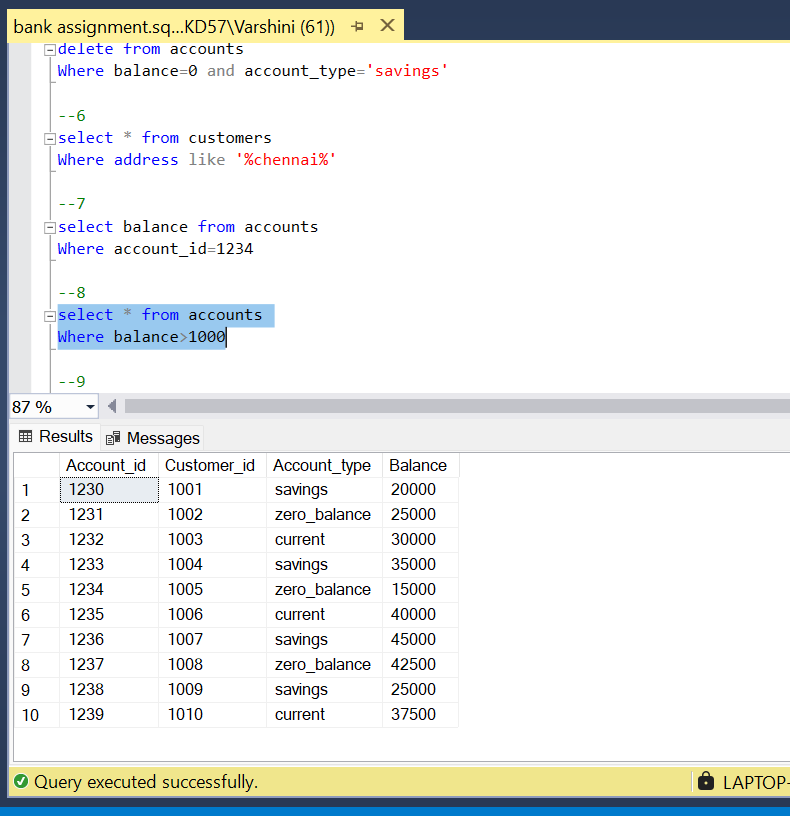 bank assignment.sq...KD57\Varshini (61))
delete from accounts
Where balance=0 and account_type='savings'
--6
select * from customers
Where address like '%chennai%'
--7
select balance from accounts
Where account_id=1234
--8
select * from accounts
Where balance>1000
--9
87 %
Results Messages
Account_id Customer_id Account_type Balance
1 1230 1001 savings 20000
2 1231 1002 zero_balance 25000
3 1232 1003 current 30000
4 1233 1004 savings 35000
5 1234 1005 zero_balance 15000
6 1235 1006 current 40000
7 1236 1007 savings 45000
8 1237 1008 zero_balance 42500
9 1238 1009 savings 25000
10 1239 1010 current 37500
Query executed successfully. LAPTOP-